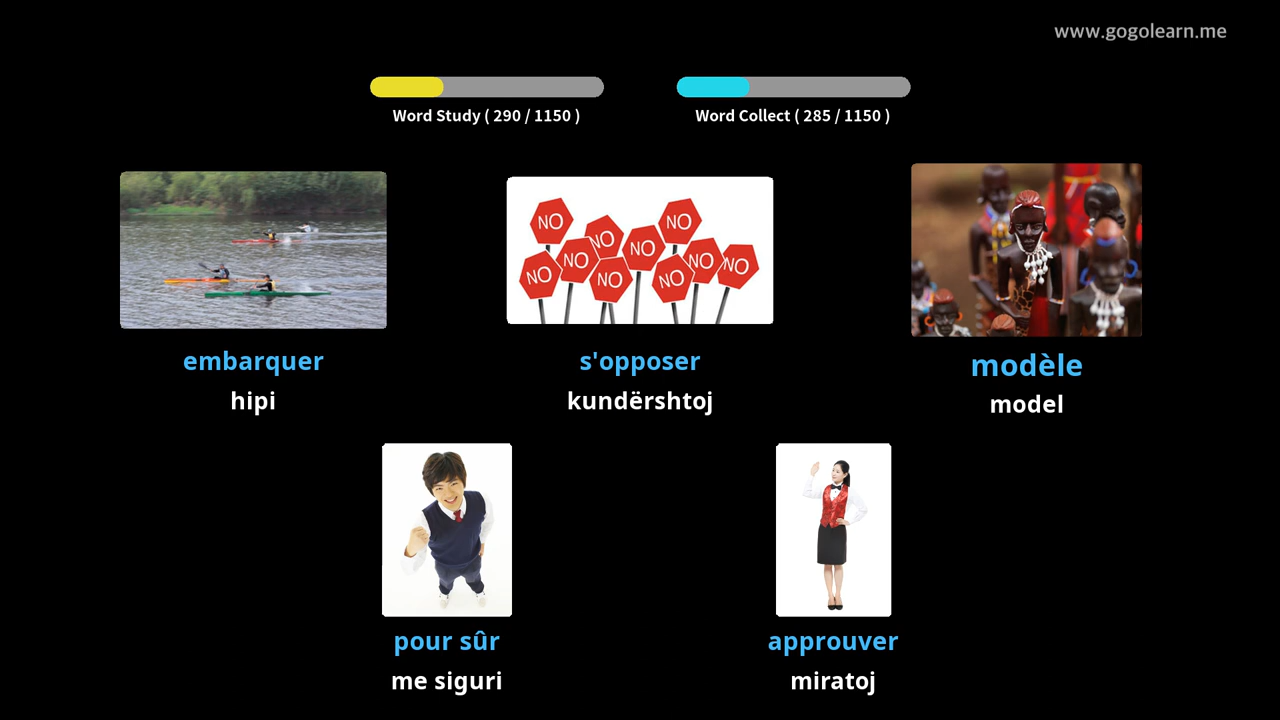 www.gogolearn.me
Word Study ( 290 / 1150 )
Word Collect ( 285 / 1150 )
NO
NO
NO
NO
NO
NO
NO
NO
NO
NO
embarquer
hipi
s'opposer
kundërshtoj
modèle
model
pour sûr
me siguri
approuver
miratoj